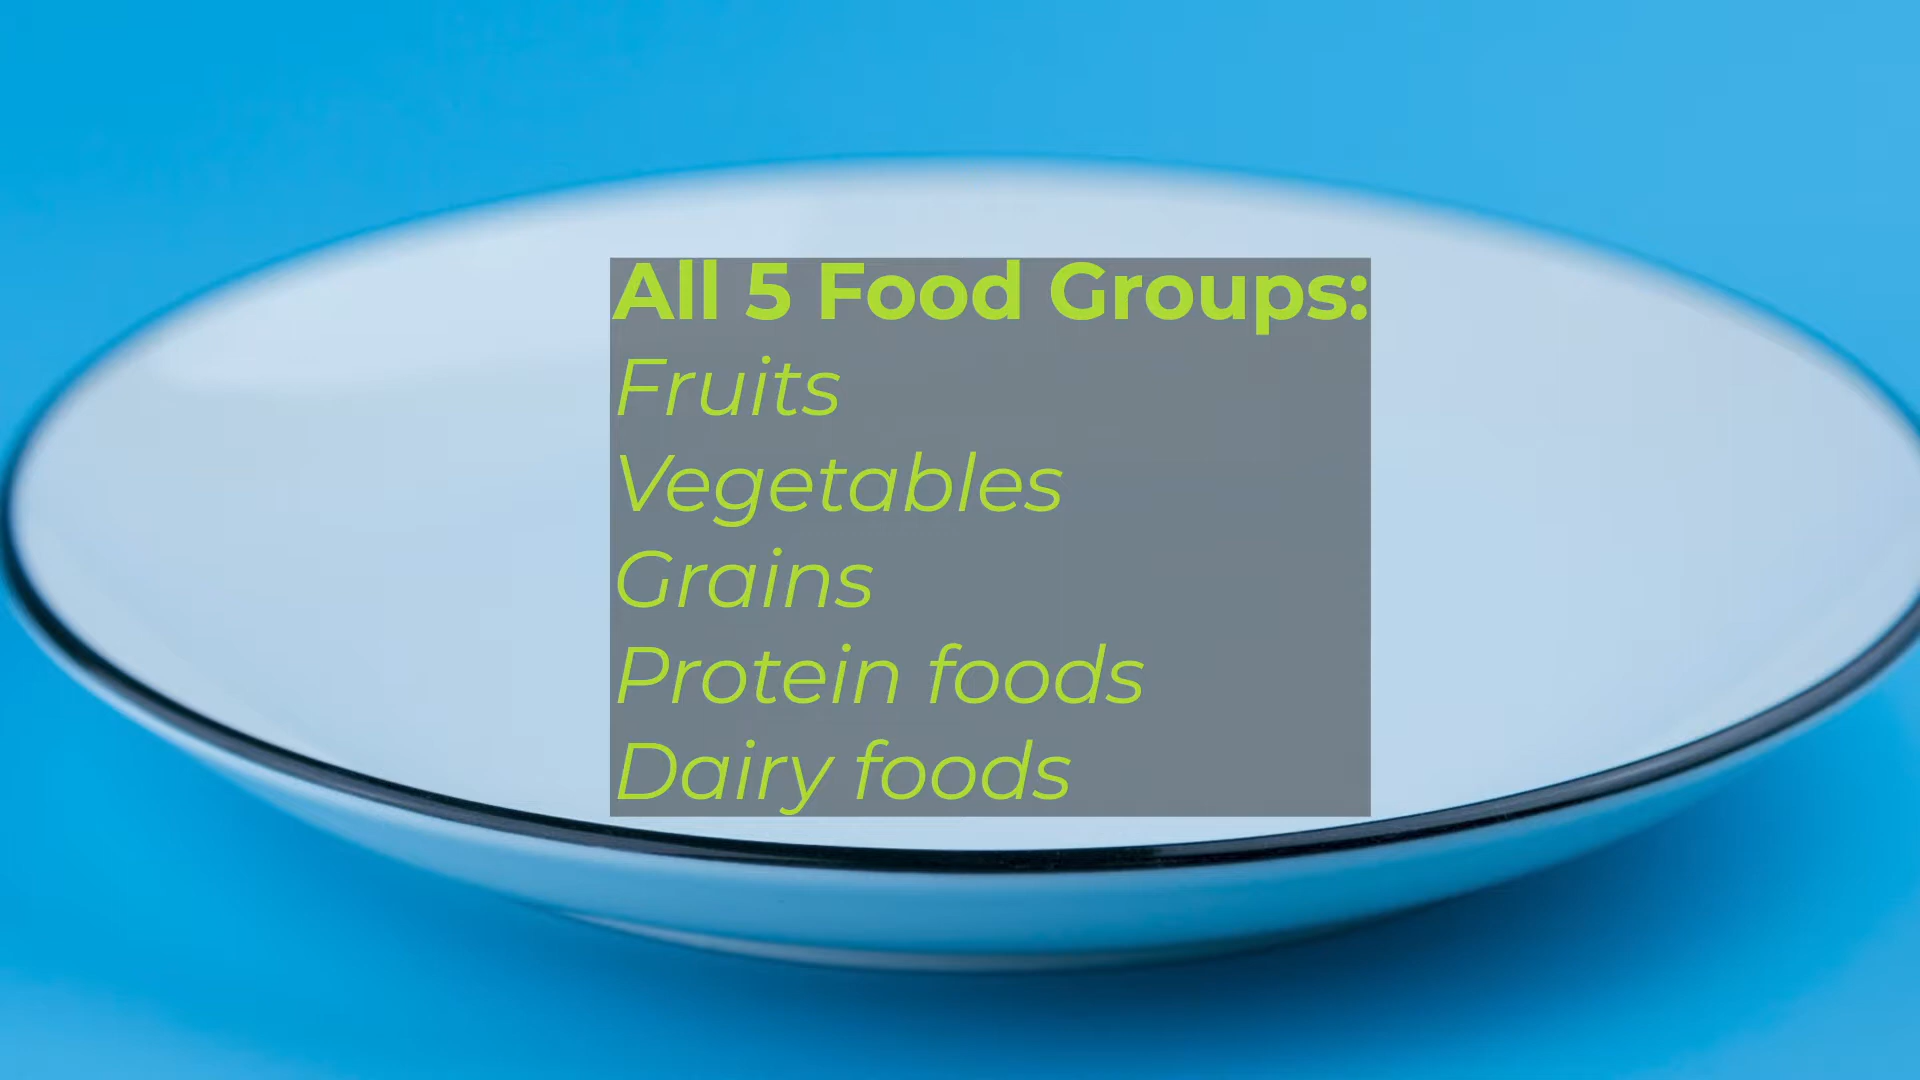 All 5 Food Groups:
Fruits
Vegetables
Grains
Protein foods
Dairy foods